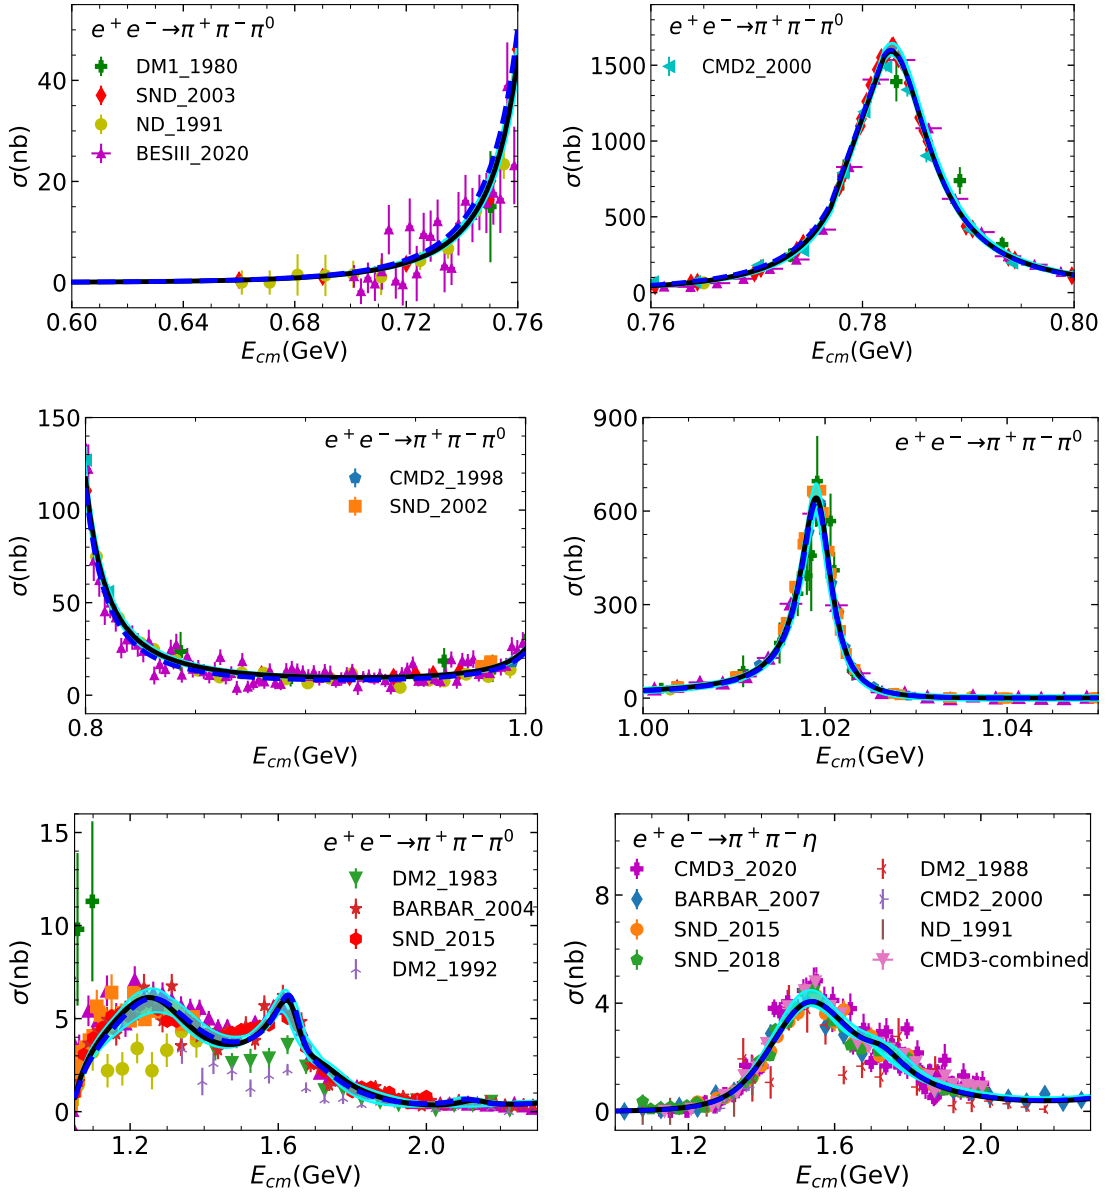 e⁺e⁻→π⁺π⁻π⁰
DM1_1980
SND_2003
ND_1991
BESIII_2020
σ(nb)
40
20
0
0.60 0.64 0.68 0.72 0.76
E_cm(GeV)
e⁺e⁻→π⁺π⁻π⁰
CMD2_2000
σ(nb)
1500
1000
500
0
0.76 0.78 0.80
E_cm(GeV)
e⁺e⁻→π⁺π⁻π⁰
CMD2_1998
SND_2002
σ(nb)
150
100
50
0
0.8 1.0
E_cm(GeV)
e⁺e⁻→π⁺π⁻π⁰
σ(nb)
900
600
300
0
1.00 1.02 1.04
E_cm(GeV)
e⁺e⁻→π⁺π⁻π⁰
DM2_1983
BARBAR_2004
SND_2015
DM2_1992
σ(nb)
15
10
5
0
1.2 1.6 2.0
E_cm(GeV)
e⁺e⁻→π⁺π⁻η
CMD3_2020
BARBAR_2007
SND_2015
SND_2018
DM2_1988
CMD2_2000
ND_1991
CMD3-combined
σ(nb)
8
4
0
1.2 1.6 2.0
E_cm(GeV)